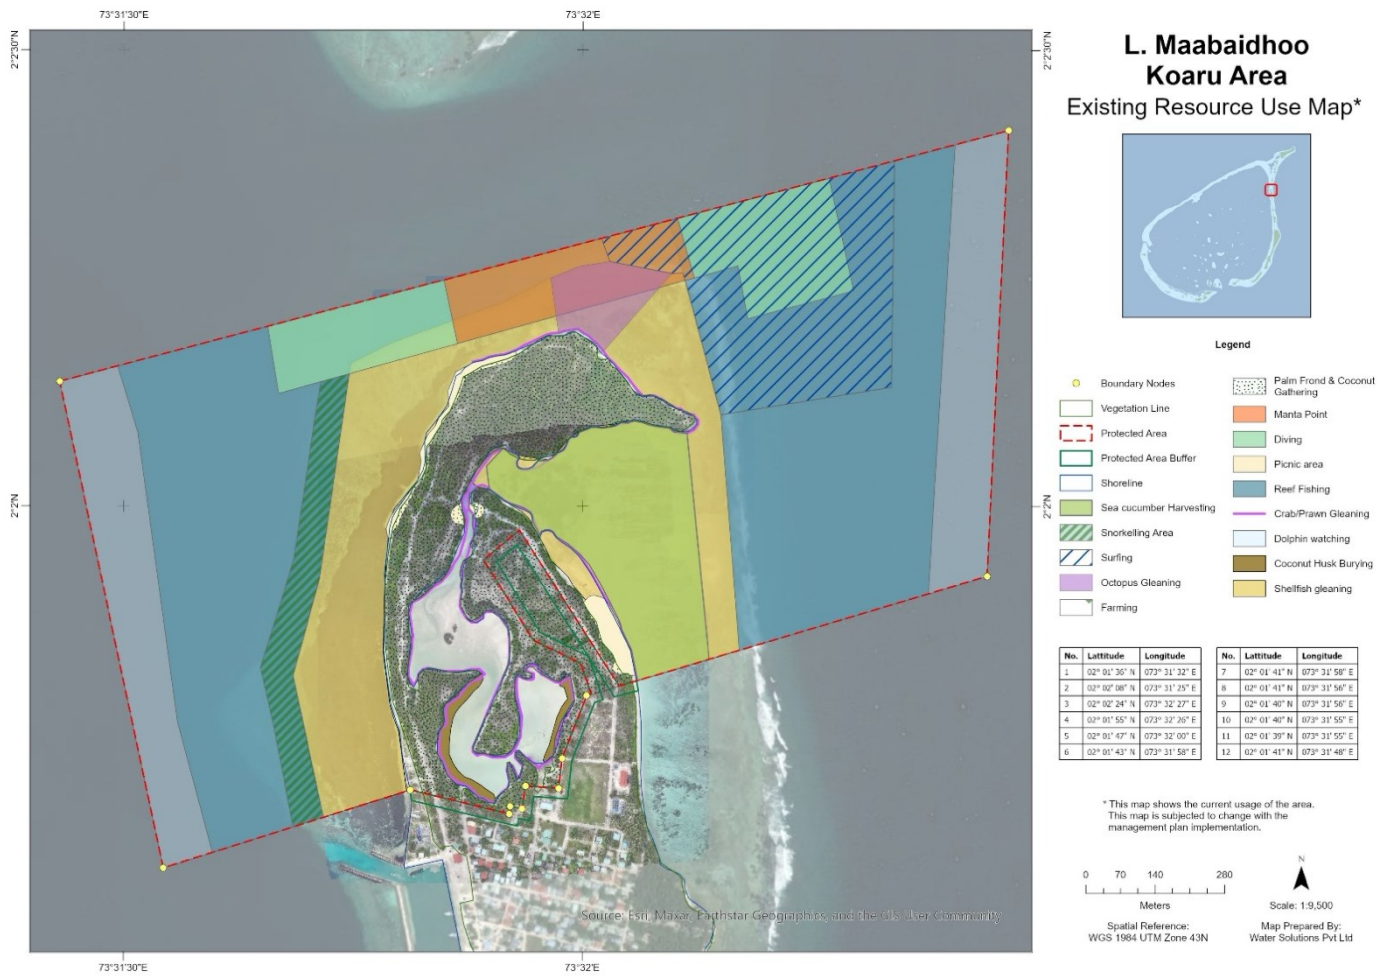 73°31'30"E
73°32'E
2°2'30"N
2°2'30"N
2°2'N
2°2'N
73°31'30"E
73°32'E
Source: Esri, Maxar, Earthstar Geographics, and the GIS User Community
L. Maabaidhoo
Koaru Area
Existing Resource Use Map*
Legend
Boundary Nodes
Vegetation Line
Protected Area
Protected Area Buffer
Shoreline
Sea cucumber Harvesting
Snorkelling Area
Surfing
Octopus Gleaning
Farming
Palm Frond & Coconut
Gathering
Manta Point
Diving
Picnic area
Reef Fishing
Crab/Prawn Gleaning
Dolphin watching
Coconut Husk Burying
Shellfish gleaning
No. Lattitude Longitude
1 02° 01' 36" N 073° 31' 32" E
2 02° 02' 08" N 073° 31' 25" E
3 02° 02' 24" N 073° 32' 27" E
4 02° 01' 55" N 073° 32' 26" E
5 02° 01' 47" N 073° 32' 00" E
6 02° 01' 43" N 073° 31' 58" E
No. Lattitude Longitude
7 02° 01' 41" N 073° 31' 58" E
8 02° 01' 41" N 073° 31' 56" E
9 02° 01' 40" N 073° 31' 56" E
10 02° 01' 40" N 073° 31' 55" E
11 02° 01' 39" N 073° 31' 55" E
12 02° 01' 41" N 073° 31' 48" E
* This map shows the current usage of the area.
This map is subjected to change with the
management plan implementation.
0 70 140 280
Meters
Spatial Reference:
WGS 1984 UTM Zone 43N
N
Scale: 1:9,500
Map Prepared By:
Water Solutions Pvt Ltd